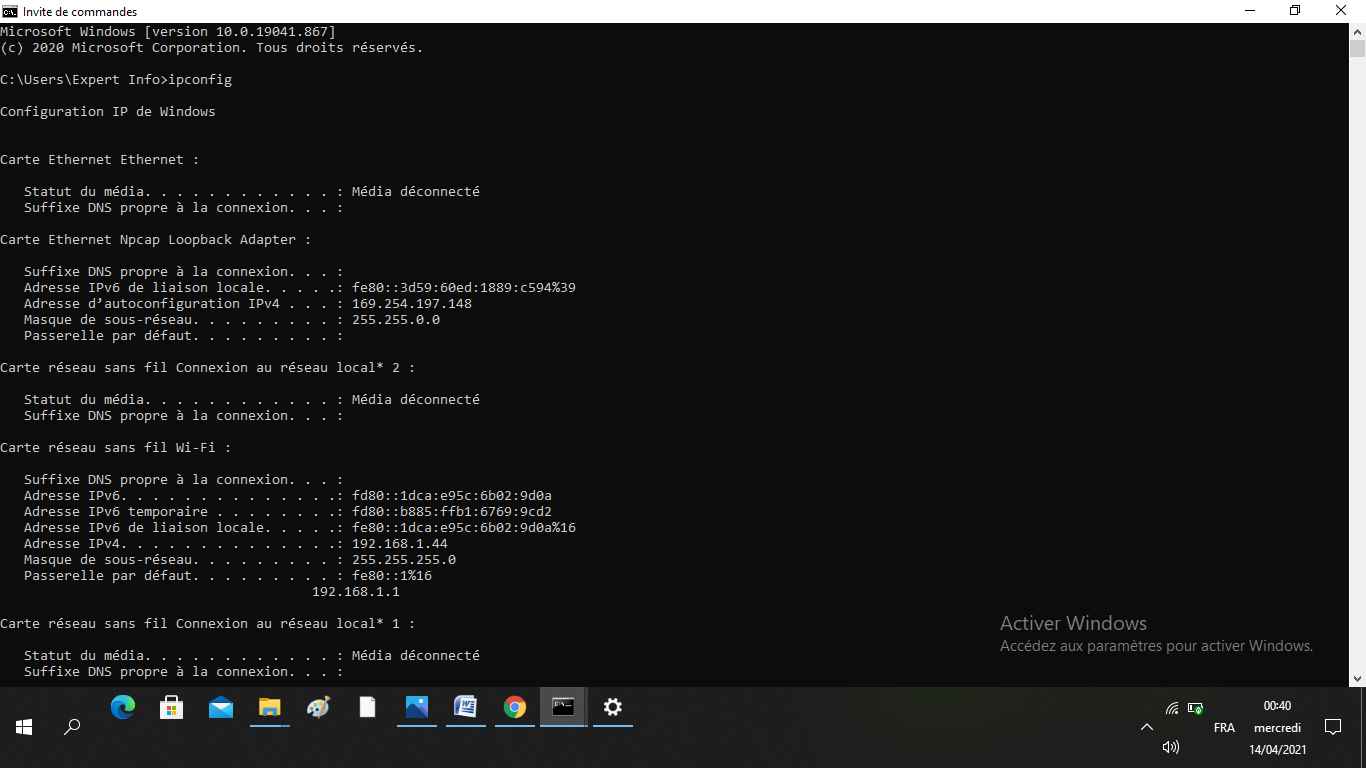 Invite de commandes
Microsoft Windows [version 10.0.19041.867]
(c) 2020 Microsoft Corporation. Tous droits réservés.
C:\Users\Expert Info>ipconfig
Configuration IP de Windows
Carte Ethernet Ethernet :
Statut du média. . . . . . . . . . . . : Média déconnecté
Suffixe DNS propre à la connexion. . . :
Carte Ethernet Npcap Loopback Adapter :
Suffixe DNS propre à la connexion. . . :
Adresse IPv6 de liaison locale. . . . .: fe80::3d59:60ed:1889:c594%39
Adresse d’autoconfiguration IPv4 . . . : 169.254.197.148
Masque de sous-réseau. . . . . . . . . : 255.255.0.0
Passerelle par défaut. . . . . . . . . :
Carte réseau sans fil Connexion au réseau local* 2 :
Statut du média. . . . . . . . . . . . : Média déconnecté
Suffixe DNS propre à la connexion. . . :
Carte réseau sans fil Wi-Fi :
Suffixe DNS propre à la connexion. . . :
Adresse IPv6. . . . . . . . . . . . . .: fd80::1dca:e95c:6b02:9d0a
Adresse IPv6 temporaire . . . . . . . .: fd80::b885:ffb1:6769:9cd2
Adresse IPv6 de liaison locale. . . . .: fe80::1dca:e95c:6b02:9d0a%16
Adresse IPv4. . . . . . . . . . . . . .: 192.168.1.44
Masque de sous-réseau. . . . . . . . . : 255.255.255.0
Passerelle par défaut. . . . . . . . . : fe80::1%16
192.168.1.1
Carte réseau sans fil Connexion au réseau local* 1 :
Statut du média. . . . . . . . . . . . : Média déconnecté
Suffixe DNS propre à la connexion. . . :
Activer Windows
Accédez aux paramètres pour activer Windows.
00:40
FRA
mercredi
14/04/2021